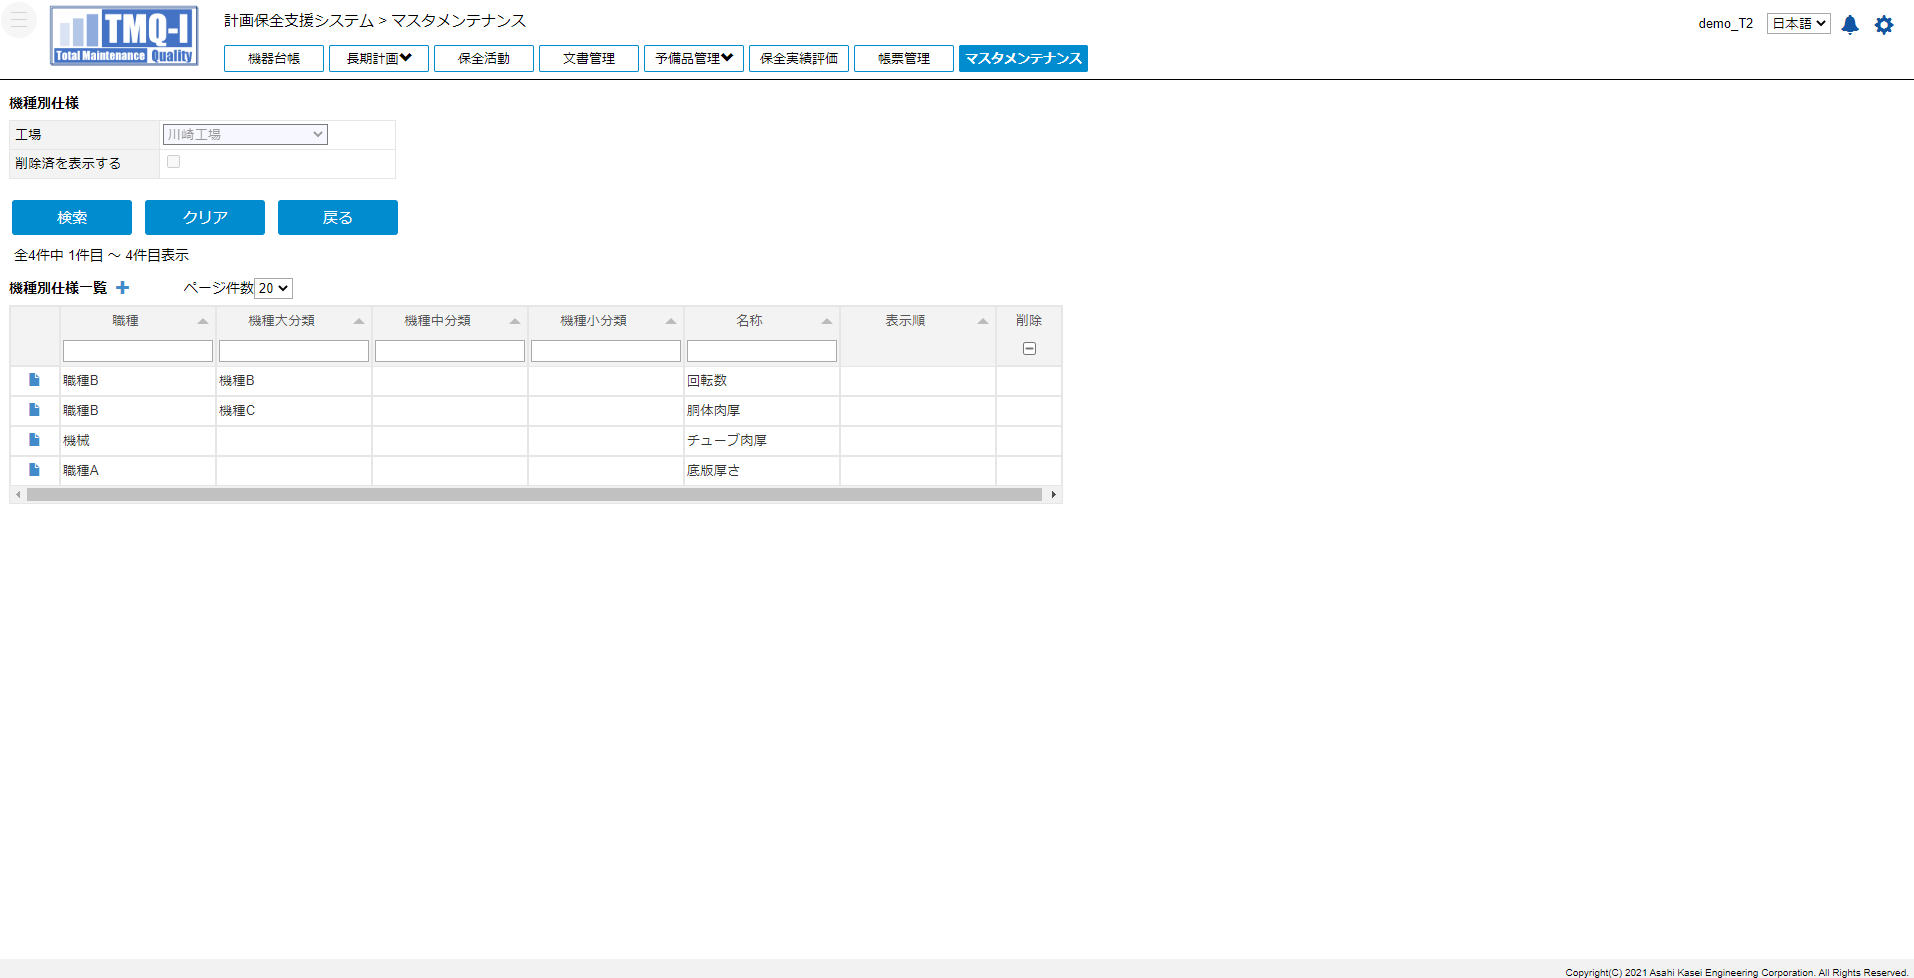 TMQ-I
Total Maintenance Quality
計画保全支援システム > マスタメンテナンス
demo_T2 日本語
機器台帳 長期計画 保全活動 文書管理 予備品管理 保全実績評価 帳票管理 マスタメンテナンス
機種別仕様
工場 川崎工場
削除済を表示する
検索 クリア 戻る
全4件中 1件目 ～ 4件目表示
機種別仕様一覧 ページ件数 20
職種 機種大分類 機種中分類 機種小分類 名称 表示順 削除
職種B 機種B 回転数
職種B 機種C 胴体肉厚
機械 チューブ肉厚
職種A 底版厚さ
Copyright(C) 2021 Asahi Kasei Engineering Corporation. All Rights Reserved.